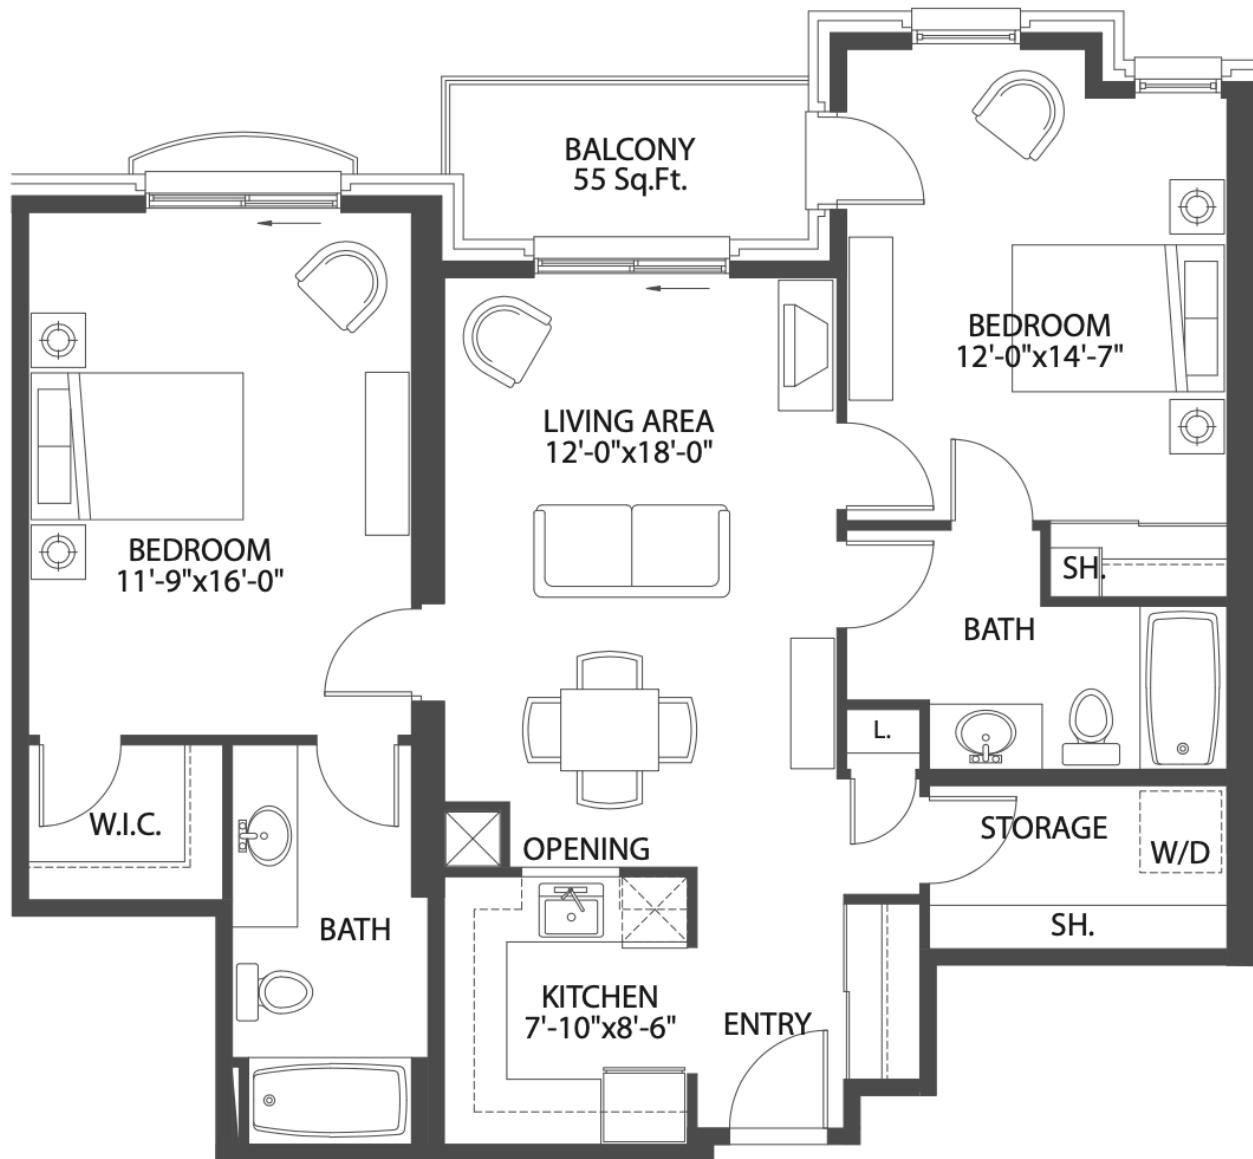 BALCONY
55 Sq.Ft.
BEDROOM
12'-0"x14'-7"
LIVING AREA
12'-0"x18'-0"
BEDROOM
11'-9"x16'-0"
SH.
BATH
L.
W.I.C.
OPENING
STORAGE
W/D
BATH
SH.
KITCHEN
7'-10"x8'-6"
ENTRY